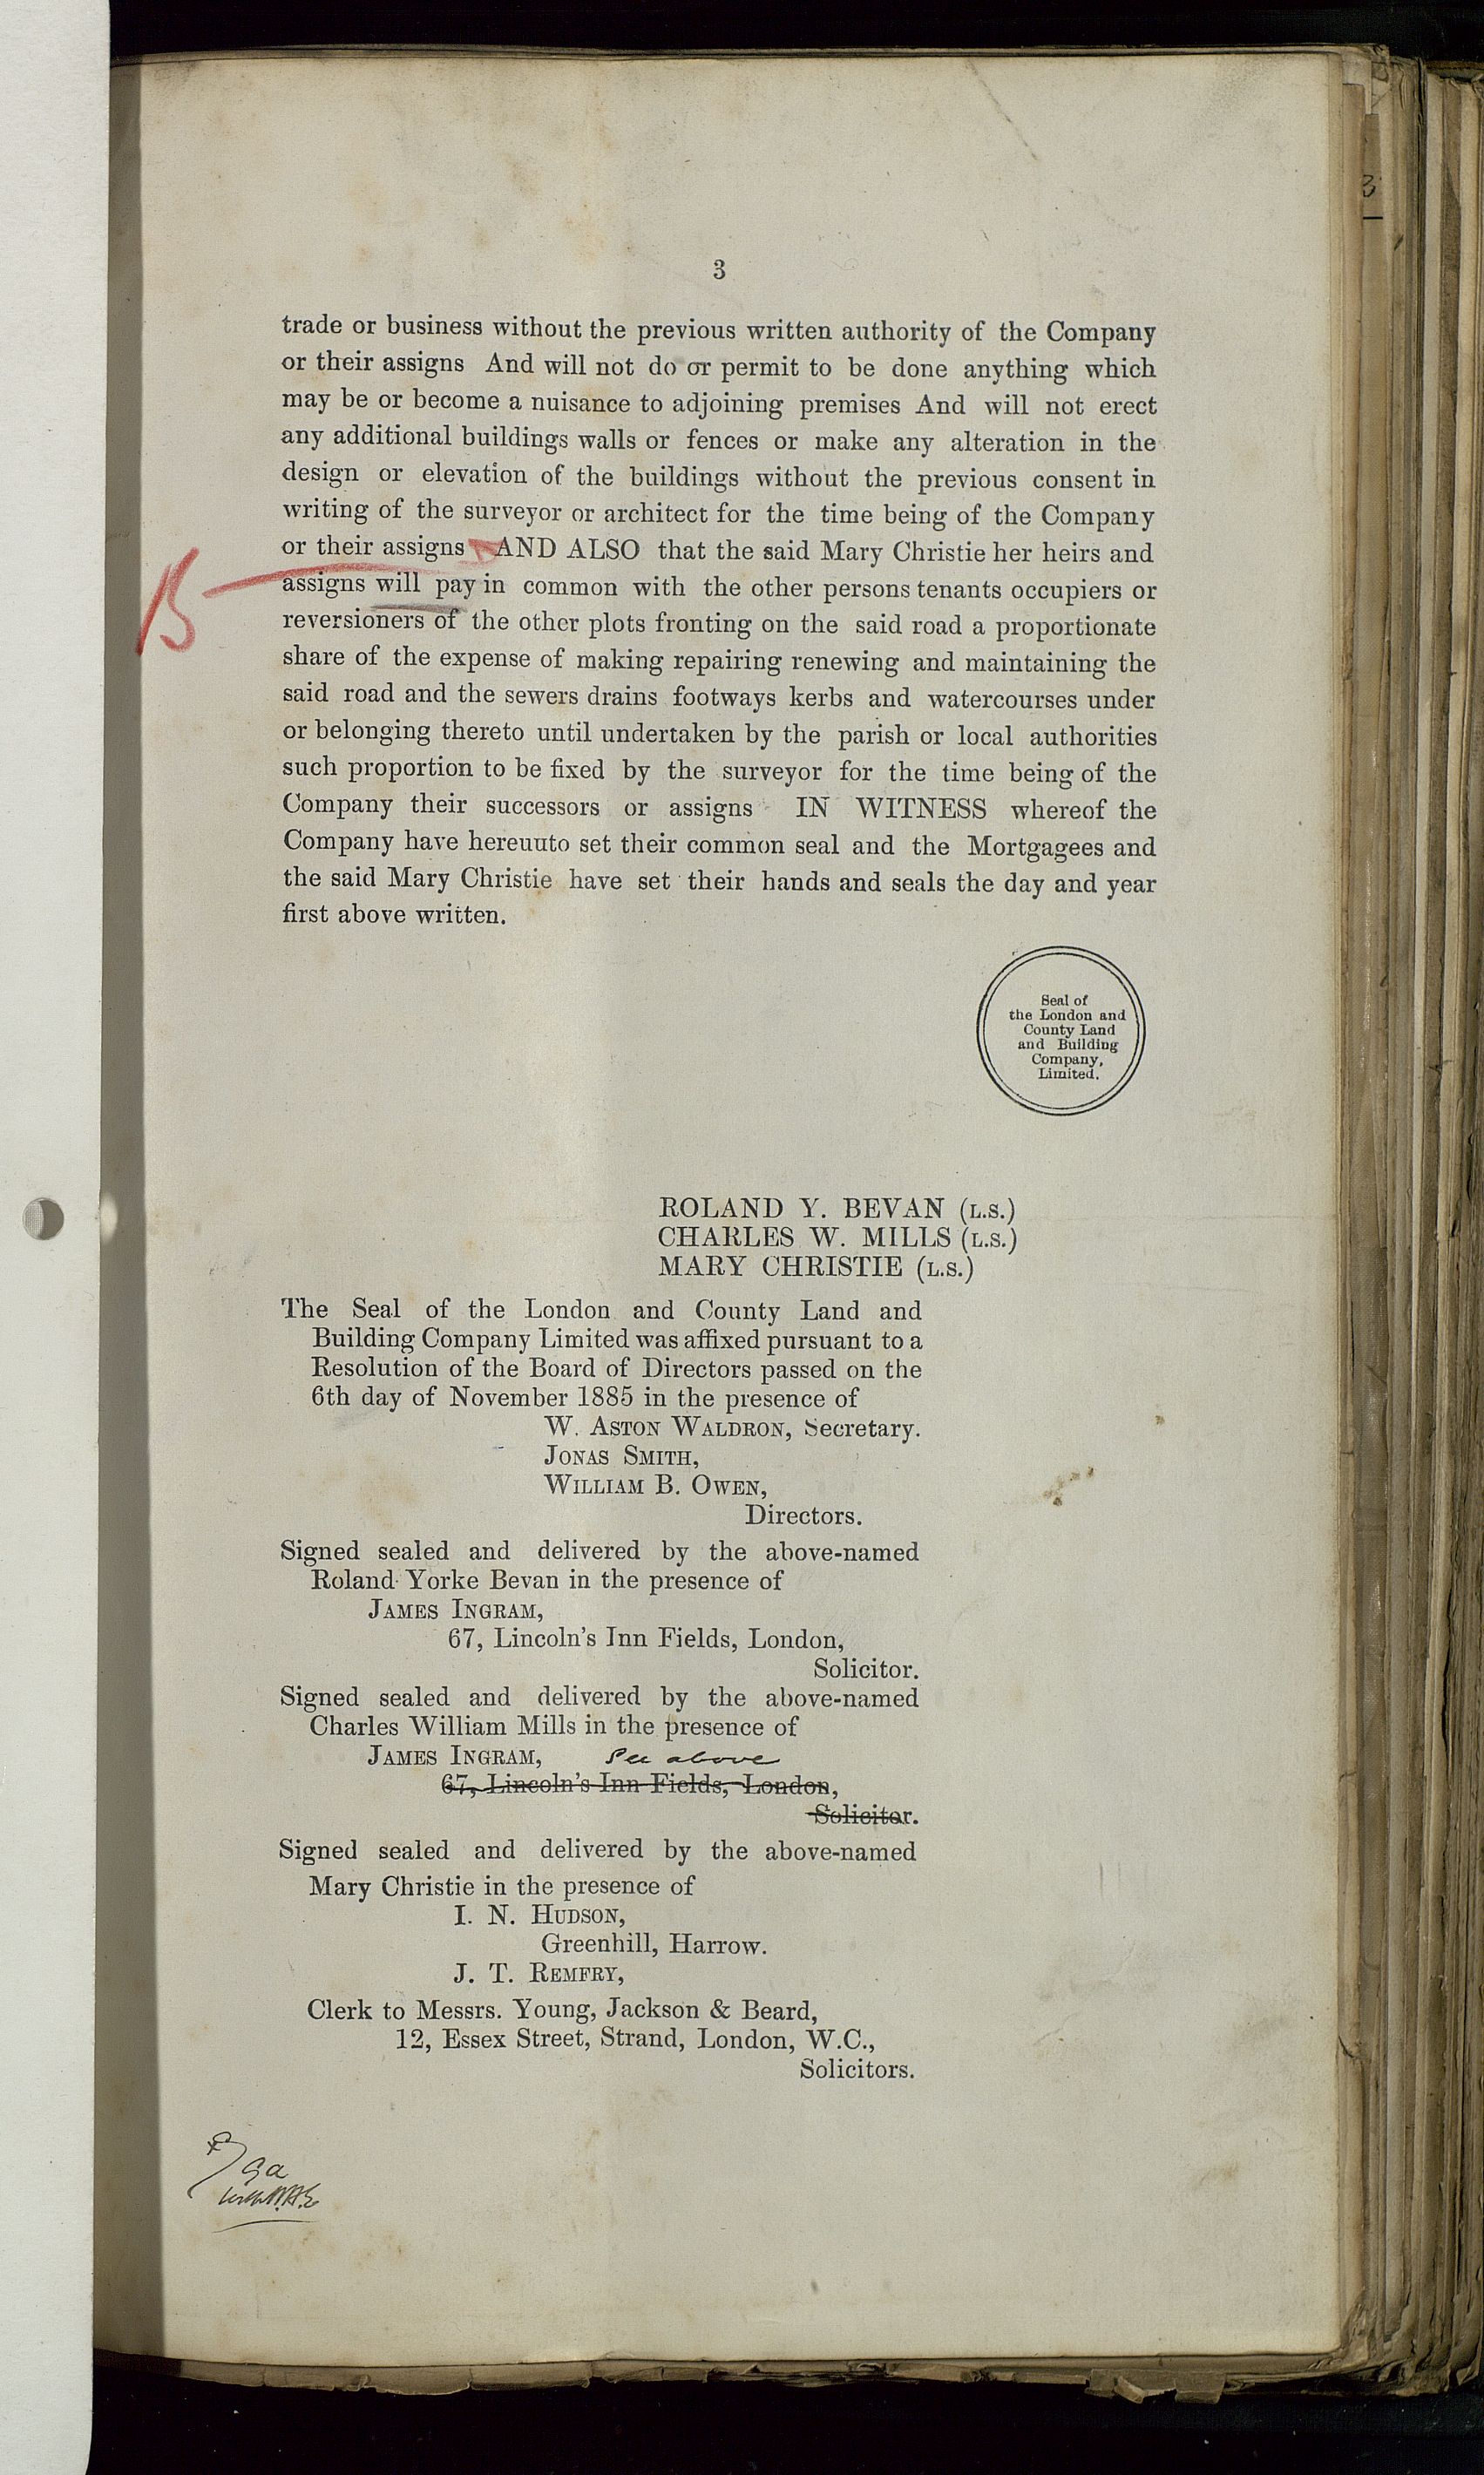 3
trade or business without the previous written authority of the Company
or their assigns And will not do or permit to be done anything which
may be or become a nuisance to adjoining premises And will not erect
any additional buildings walls or fences or make any alteration in the
design or elevation of the buildings without the previous consent in
writing of the surveyor or architect for the time being of the Company
or their assigns AND ALSO that the said Mary Christie her heirs and
assigns will pay in common with the other persons tenants occupiers or
reversioners of the other plots fronting on the said road a proportionate
share of the expense of making repairing renewing and maintaining the
said road and the sewers drains footways kerbs and watercourses under
or belonging thereto until undertaken by the parish or local authorities
such proportion to be fixed by the surveyor for the time being of the
Company their successors or assigns IN WITNESS whereof the
Company have hereunto set their common seal and the Mortgagees and
the said Mary Christie have set their hands and seals the day and year
first above written.
Seal of
the London and
County Land
and Building
Company,
Limited.
ROLAND Y. BEVAN (L.S.)
CHARLES W. MILLS (L.S.)
MARY CHRISTIE (L.S.)
The Seal of the London and County Land and
Building Company Limited was affixed pursuant to a
Resolution of the Board of Directors passed on the
6th day of November 1885 in the presence of
W. ASTON WALDRON, Secretary.
JONAS SMITH,
WILLIAM B. OWEN,
Directors.
Signed sealed and delivered by the above-named
Roland Yorke Bevan in the presence of
JAMES INGRAM,
67, Lincoln's Inn Fields, London,
Solicitor.
Signed sealed and delivered by the above-named
Charles William Mills in the presence of
JAMES INGRAM, See above
67, Lincoln's Inn Fields, London,
Solicitor.
Signed sealed and delivered by the above-named
Mary Christie in the presence of
I. N. HUDSON,
Greenhill, Harrow.
J. T. REMFRY,
Clerk to Messrs. Young, Jackson & Beard,
12, Essex Street, Strand, London, W.C.,
Solicitors.